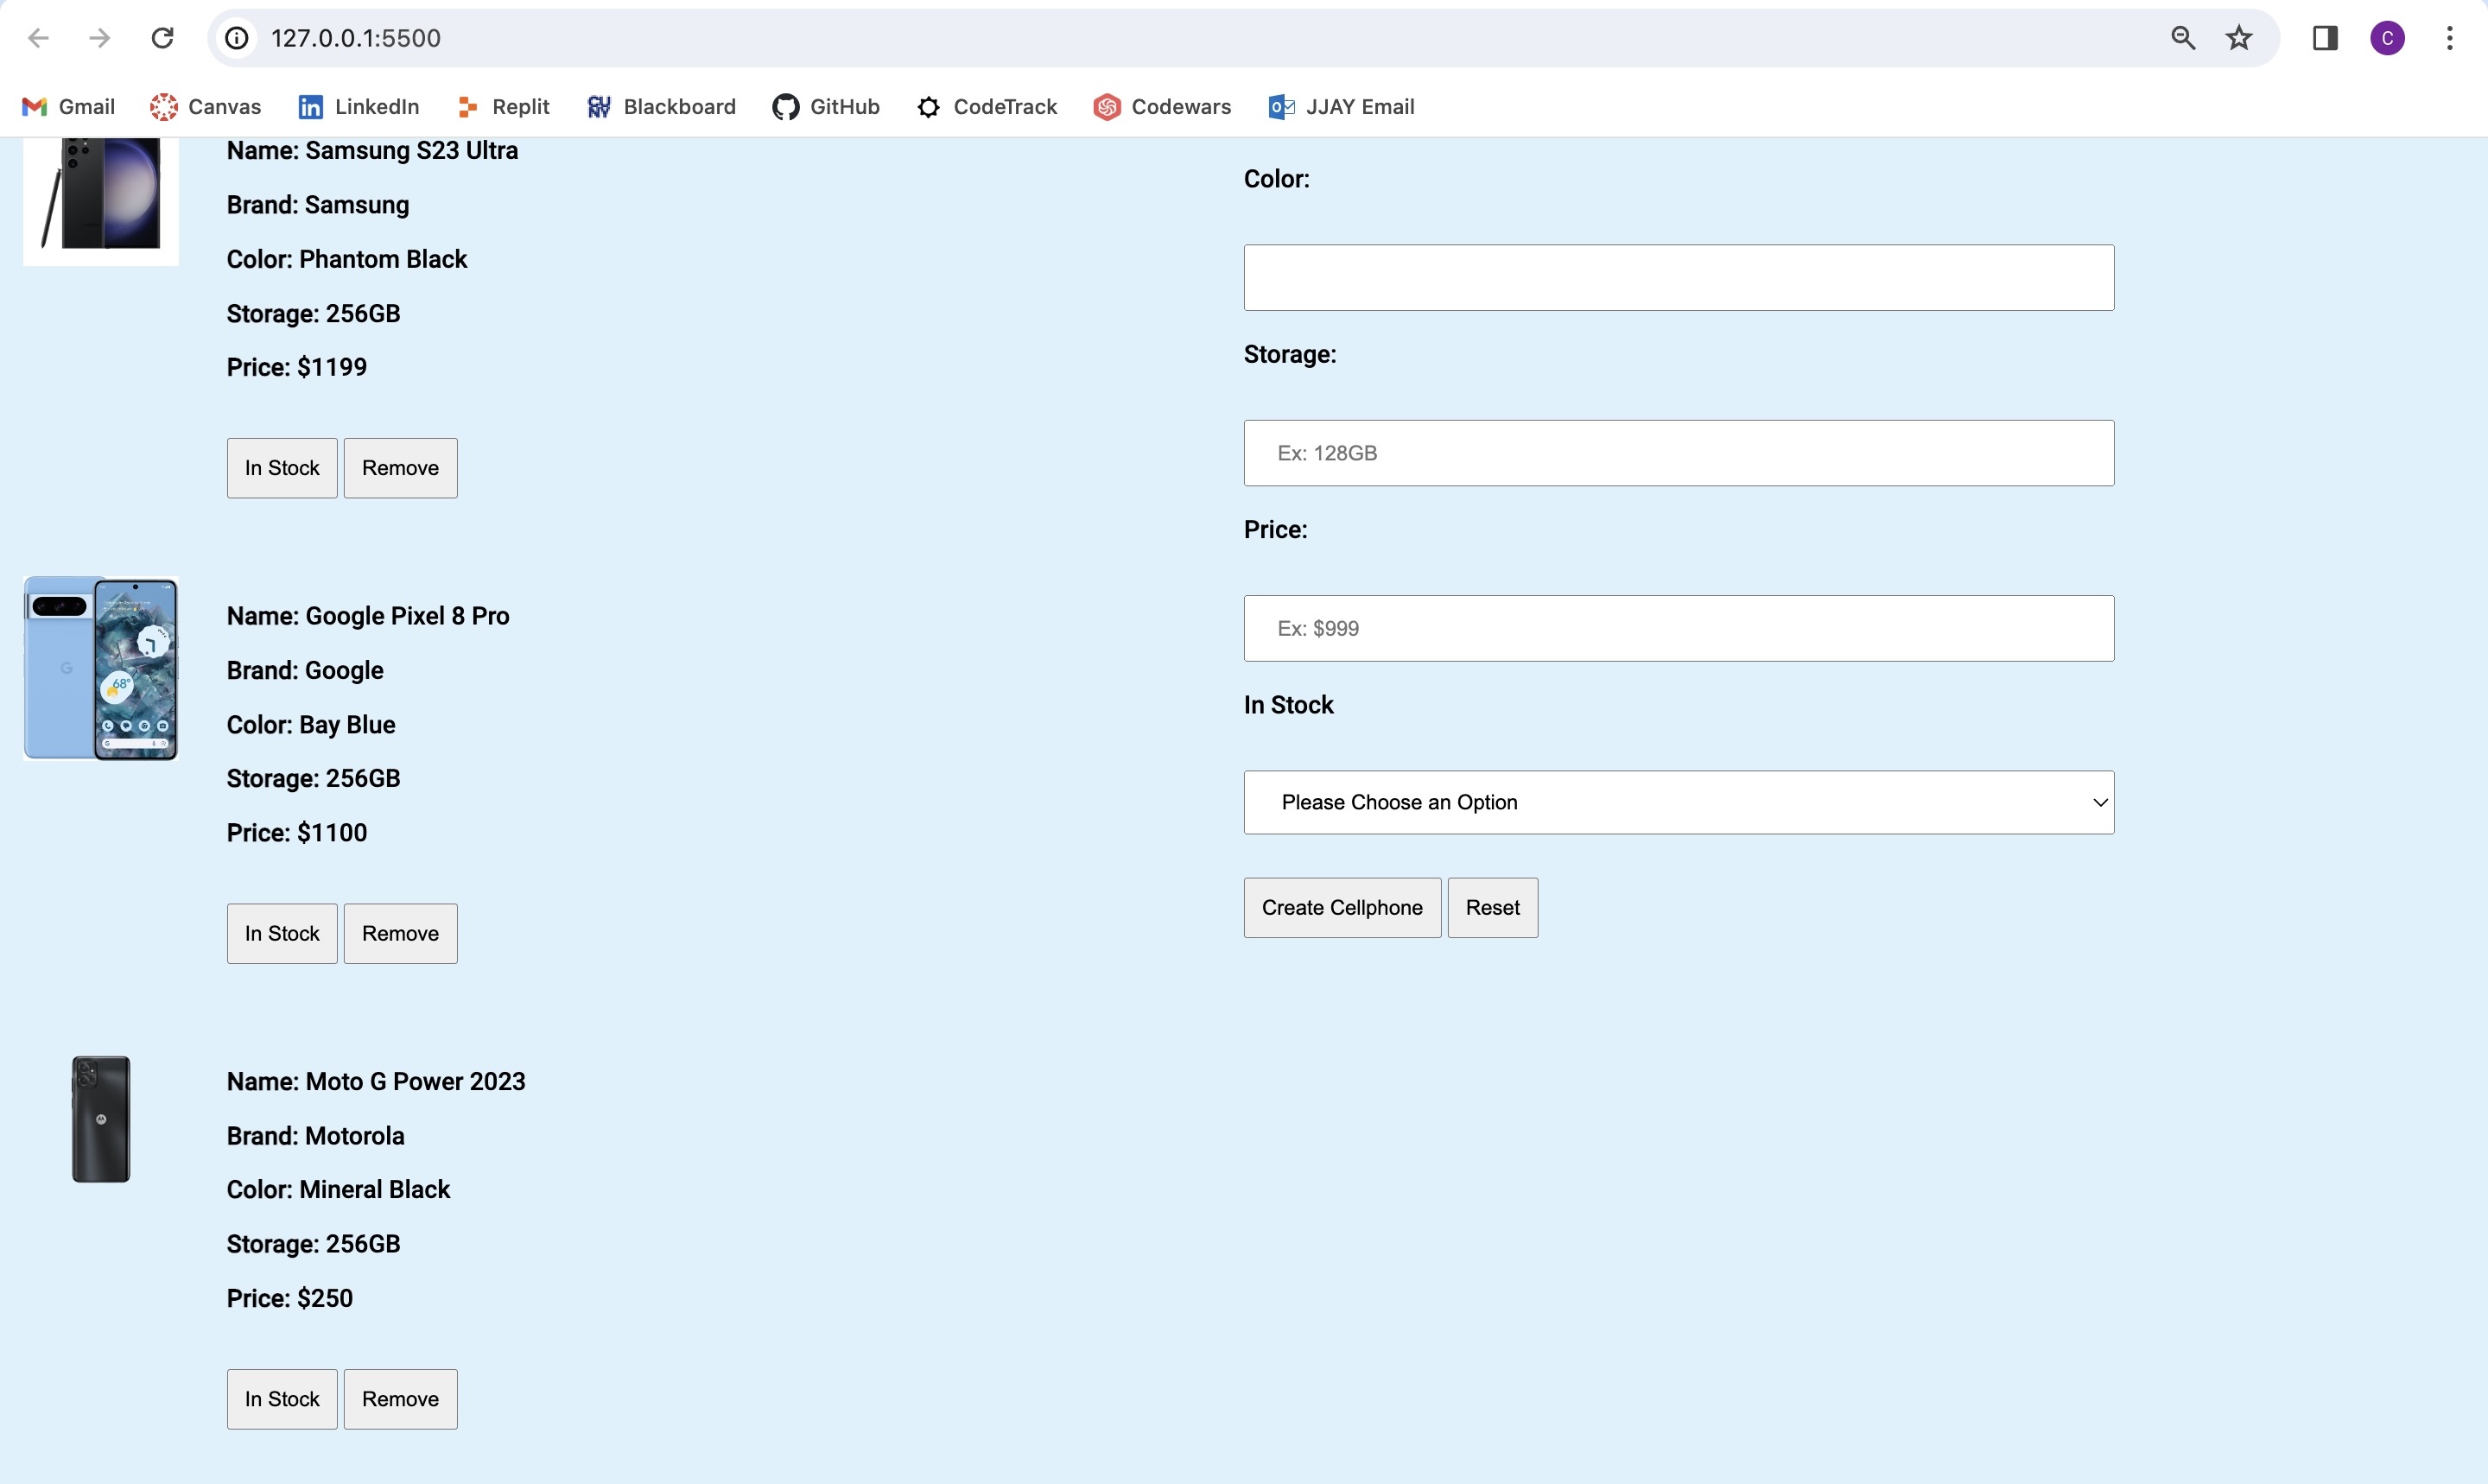 127.0.0.1:5500
C
Gmail
Canvas
LinkedIn
Replit
Blackboard
GitHub
CodeTrack
Codewars
JJAY Email
Name: Samsung S23 Ultra
Brand: Samsung
Color: Phantom Black
Storage: 256GB
Price: $1199
In Stock
Remove
68°
G
Name: Google Pixel 8 Pro
Brand: Google
Color: Bay Blue
Storage: 256GB
Price: $1100
In Stock
Remove
Name: Moto G Power 2023
Brand: Motorola
Color: Mineral Black
Storage: 256GB
Price: $250
In Stock
Remove
Color:
Storage:
Ex: 128GB
Price:
Ex: $999
In Stock
Please Choose an Option
Create Cellphone
Reset